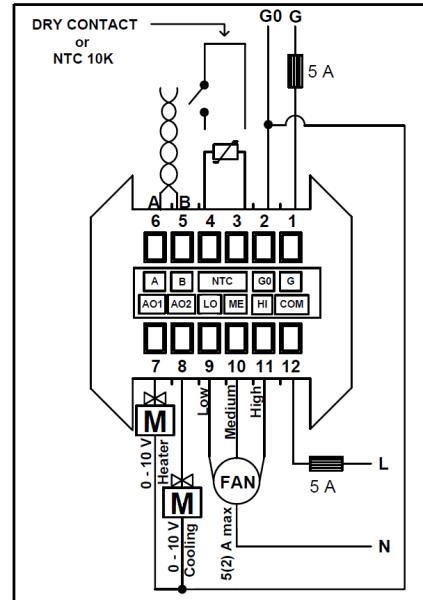 DRY CONTACT
or
NTC 10K
G0 G
5 A
A B
6 5 4 3 2 1
A B NTC G0 G
AO1 AO2 LO ME HI COM
7 8 9 10 11 12
Low
Medium
High
M
0 - 10 V
Heater
M
0 - 10 V
Cooling
FAN
5(2) A max
L
5 A
N